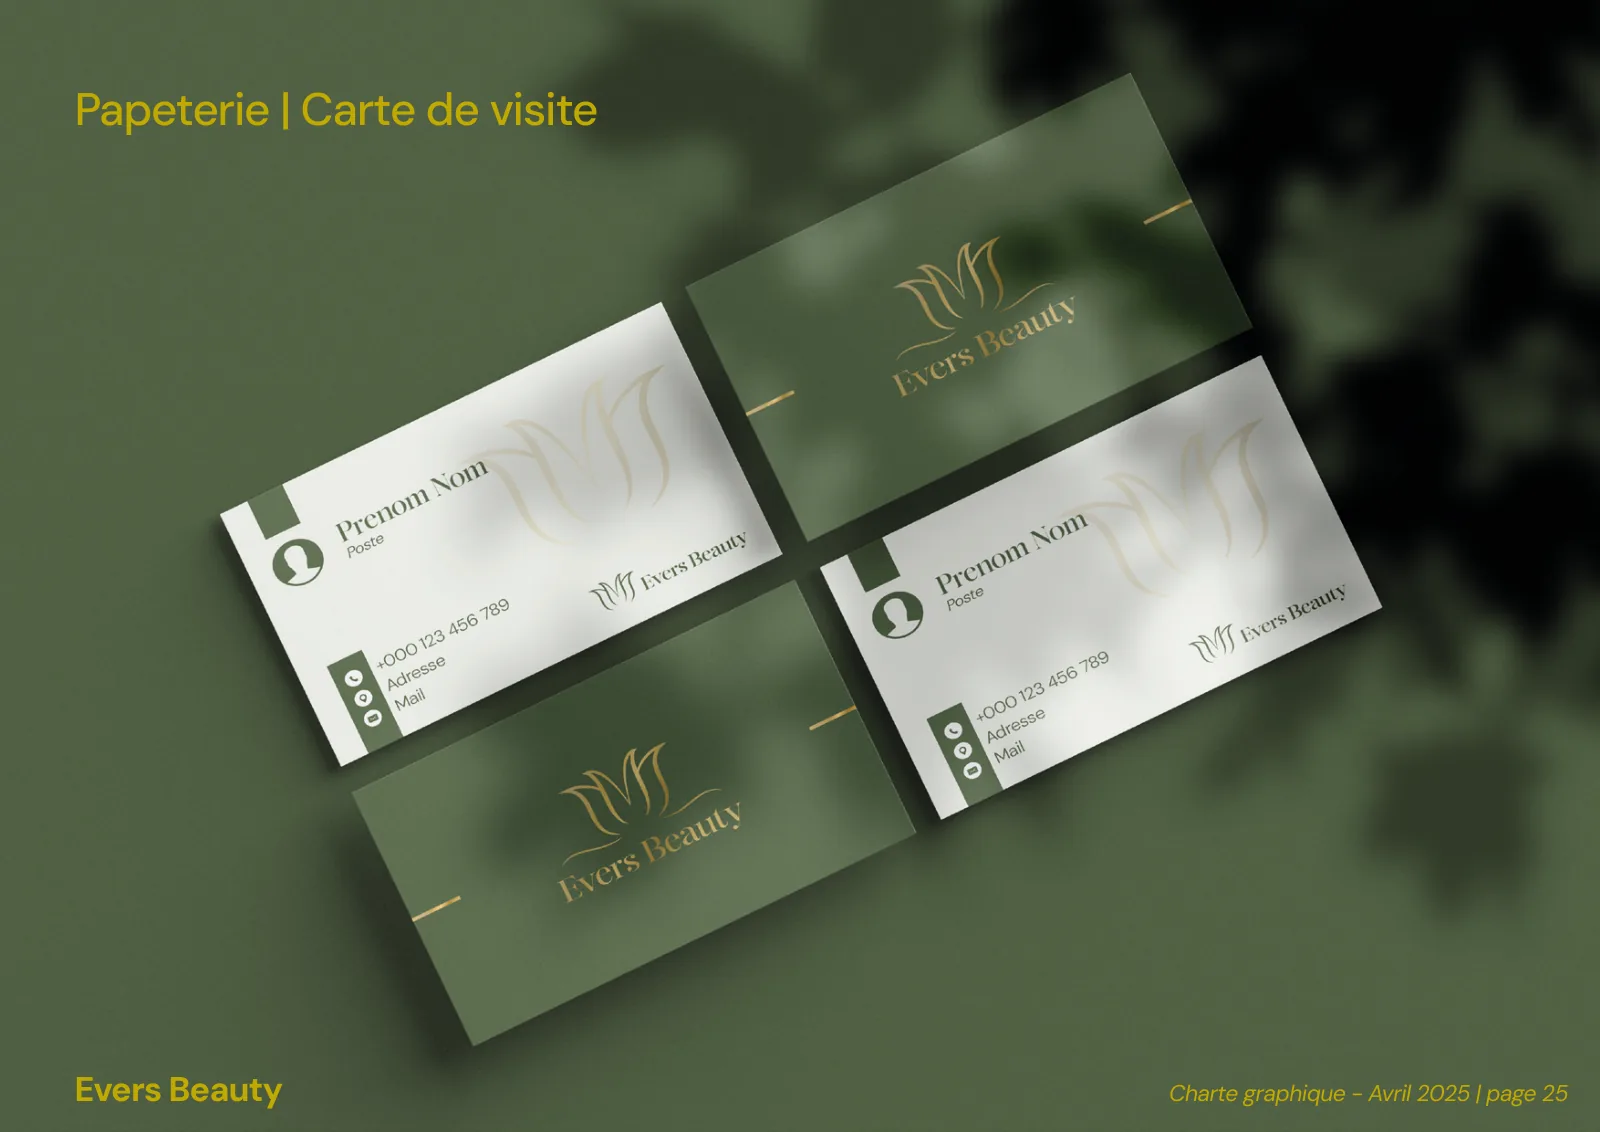 Papeterie | Carte de visite
Evers Beauty
Prenom Nom
Poste
+000 123 456 789
Adresse
Mail
Evers Beauty
Prenom Nom
Poste
+000 123 456 789
Adresse
Mail
Evers Beauty
Evers Beauty
Evers Beauty
Charte graphique - Avril 2025 | page 25